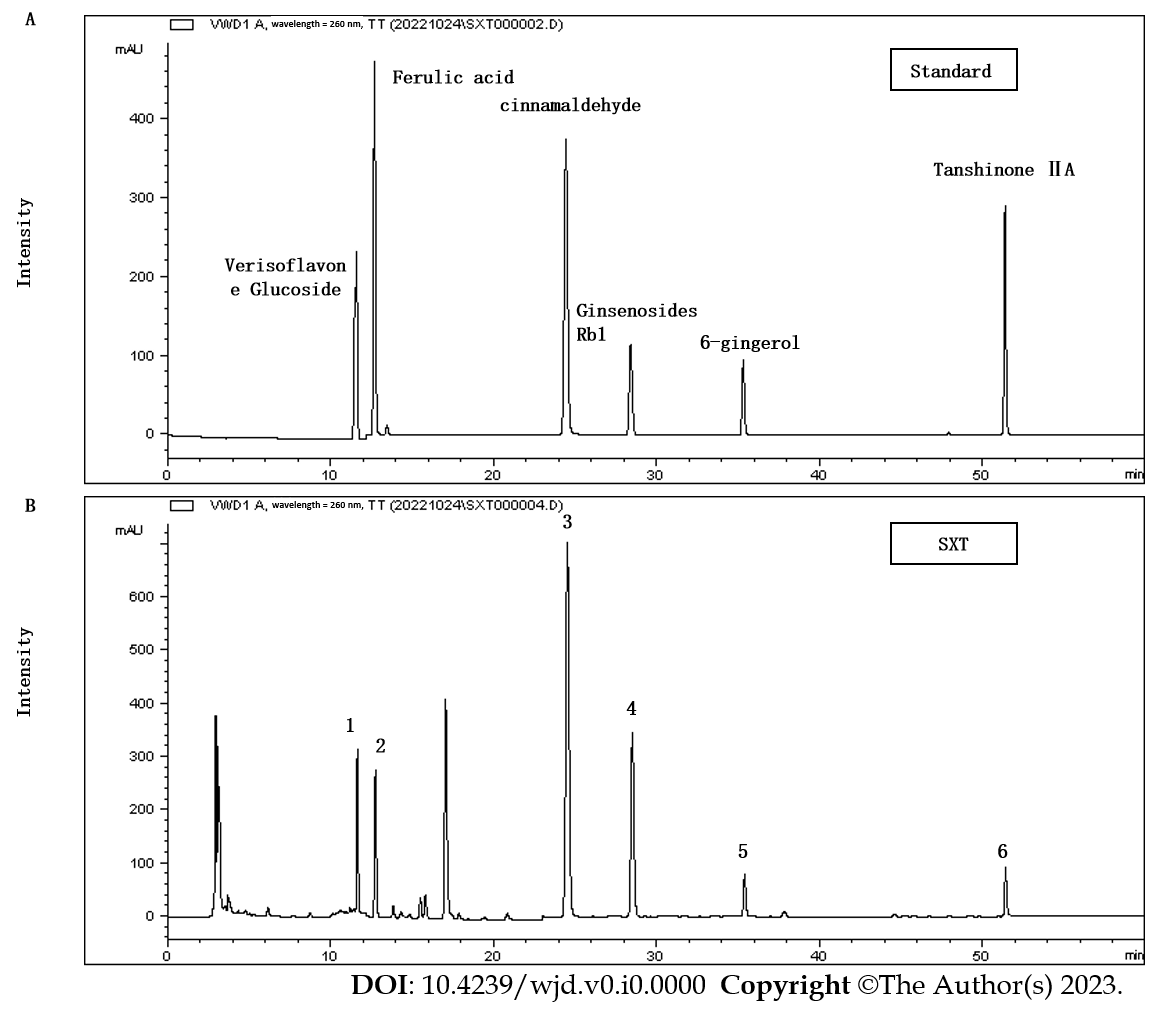 A
VWD1 A, wavelength = 260 nm, TT (20221024\SXT000002.D)
mAU
Standard
Ferulic acid
cinnamaldehyde
Tanshinone ⅡA
Verisoflavon
e Glucoside
Ginsenosides
Rb1
6-gingerol
400
300
200
100
0
Intensity
0 10 20 30 40 50 min
B
VWD1 A, wavelength = 260 nm, TT (20221024\SXT000004.D)
mAU
SXT
3
1
2
4
5
6
600
500
400
300
200
100
0
Intensity
0 10 20 30 40 50 min
DOI: 10.4239/wjd.v0.i0.0000 Copyright ©The Author(s) 2023.